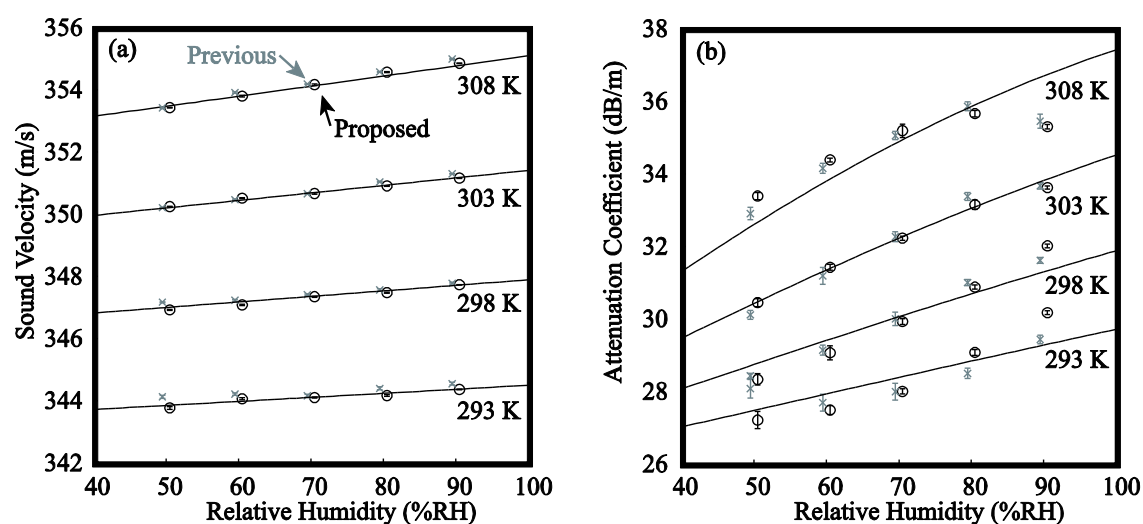 (a)
Previous
Proposed
308 K
303 K
298 K
293 K
356
354
352
350
348
346
344
342
40 50 60 70 80 90 100
Sound Velocity (m/s)
Relative Humidity (%RH)
(b)
308 K
303 K
298 K
293 K
38
36
34
32
30
28
26
40 50 60 70 80 90 100
Attenuation Coefficient (dB/m)
Relative Humidity (%RH)